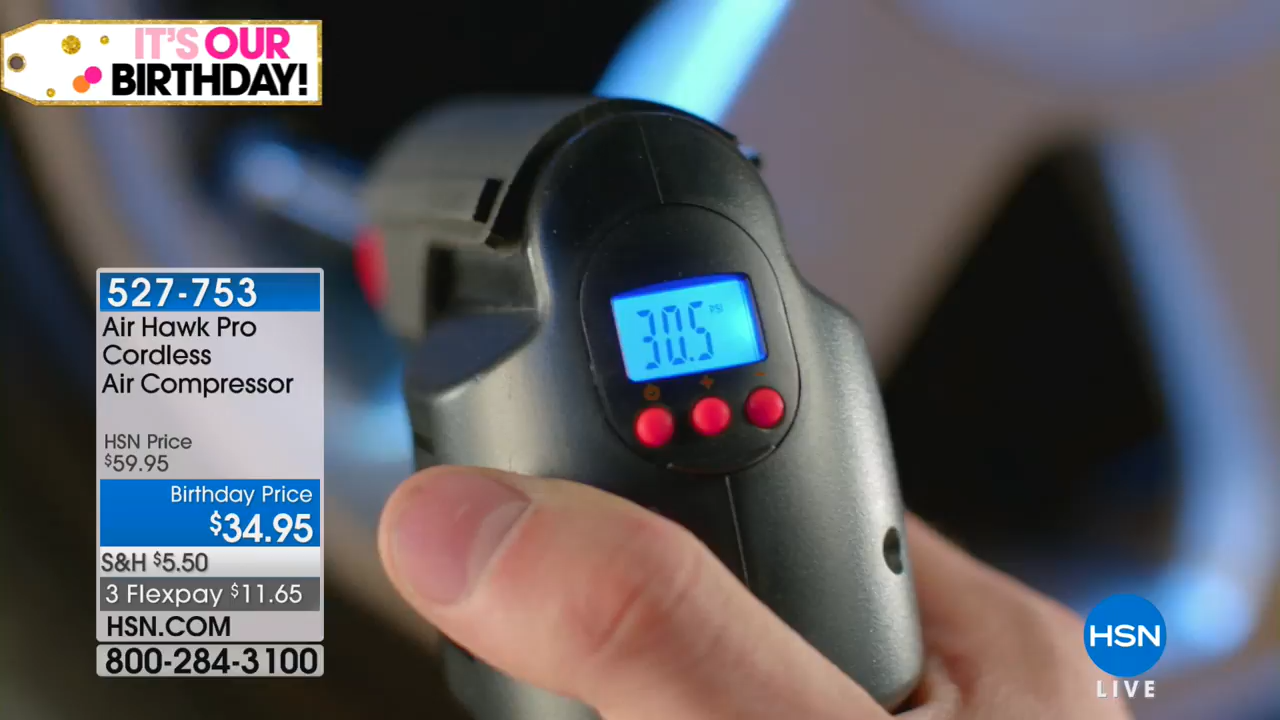 IT'S OUR
BIRTHDAY!
527-753
Air Hawk Pro
Cordless
Air Compressor
HSN Price
$59.95
Birthday Price
$34.95
S&H $5.50
3 Flexpay $11.65
HSN.COM
800-284-3100
30.5 PSI
HSN
LIVE